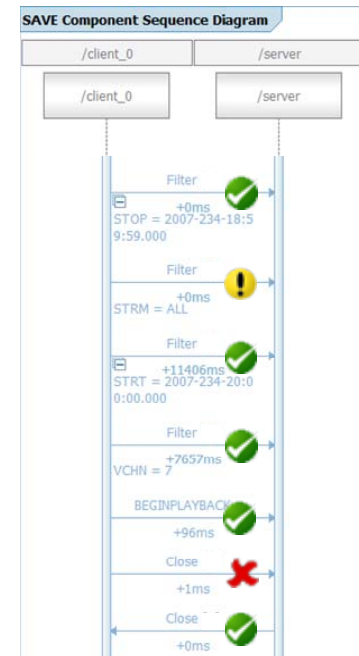 SAVE Component Sequence Diagram
/client_0 /server
/client_0 /server
Filter
+0ms
STOP = 2007-234-18:5
9:59.000
Filter
+0ms
STRM = ALL
Filter
+11406ms
STRT = 2007-234-20:0
0:00.000
Filter
+7657ms
VCHN = 7
BEGINPLAYBACK
+96ms
Close
+1ms
Close
+0ms